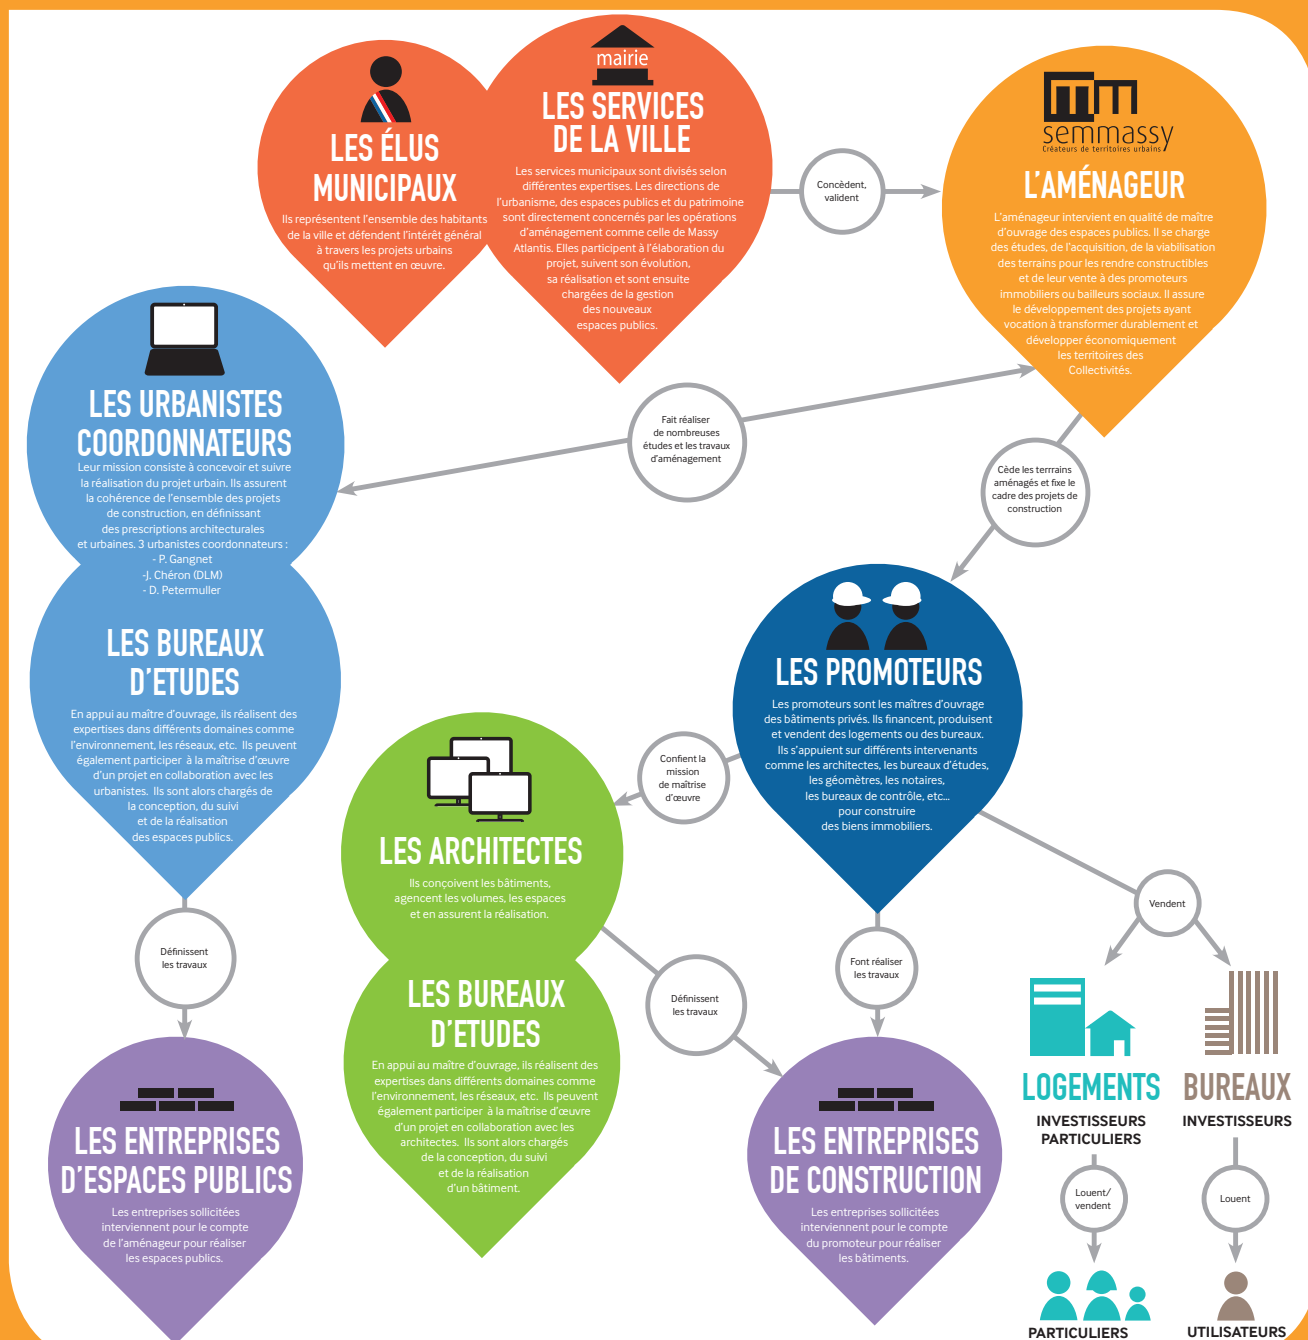 LES ÉLUS
MUNICIPAUX
Ils représentent l'ensemble des habitants
de la ville et défendent l'intérêt général
à travers les projets urbains
qu'ils mettent en œuvre.
mairie
LES SERVICES
DE LA VILLE
Les services municipaux sont divisés selon
différentes expertises. Les directions de
l'urbanisme, des espaces publics et du patrimoine
sont directement concernés par les opérations
d'aménagement comme celle de Massy
Atlantis. Elles participent à l'élaboration du
projet, suivent son évolution,
sa réalisation et sont ensuite
chargées de la gestion
des nouveaux
espaces publics.
Concèdent,
valident
semmassy
Créateurs de territoires urbains
L'AMÉNAGEUR
L'aménageur intervient en qualité de maître
d'ouvrage des espaces publics. Il se charge
des études, de l'acquisition, de la viabilisation
des terrains pour les rendre constructibles
et de leur vente à des promoteurs
immobiliers ou bailleurs sociaux. Il assure
le développement des projets ayant
vocation à transformer durablement et
développer économiquement
les territoires des
Collectivités.
Fait réaliser
de nombreuses
études et les travaux
d'aménagement
Cède les terrrains
aménagés et fixe le
cadre des projets de
construction
LES URBANISTES
COORDONNATEURS
Leur mission consiste à concevoir et suivre
la réalisation du projet urbain. Ils assurent
la cohérence de l'ensemble des projets
de construction, en définissant
des prescriptions architecturales
et urbaines. 3 urbanistes coordonnateurs :
- P. Gangnet
-J. Chéron (DLM)
- D. Petermuller
LES BUREAUX
D'ETUDES
En appui au maître d'ouvrage, ils réalisent des
expertises dans différents domaines comme
l'environnement, les réseaux, etc. Ils peuvent
également participer à la maîtrise d'œuvre
d'un projet en collaboration avec les
urbanistes. Ils sont alors chargés de
la conception, du suivi
et de la réalisation
des espaces publics.
Définissent
les travaux
LES ENTREPRISES
D'ESPACES PUBLICS
Les entreprises sollicitées
interviennent pour le compte
de l'aménageur pour réaliser
les espaces publics.
LES PROMOTEURS
Les promoteurs sont les maîtres d'ouvrage
des bâtiments privés. Ils financent, produisent
et vendent des logements ou des bureaux.
Ils s'appuient sur différents intervenants
comme les architectes, les bureaux d'études,
les géomètres, les notaires,
les bureaux de contrôle, etc...
pour construire
des biens immobiliers.
Confient la
mission
de maîtrise
d'œuvre
LES ARCHITECTES
Ils conçoivent les bâtiments,
agencent les volumes, les espaces
et en assurent la réalisation.
LES BUREAUX
D'ETUDES
En appui au maître d'ouvrage, ils réalisent des
expertises dans différents domaines comme
l'environnement, les réseaux, etc. Ils peuvent
également participer à la maîtrise d'œuvre
d'un projet en collaboration avec les
architectes. Ils sont alors chargés
de la conception, du suivi
et de la réalisation
d'un bâtiment.
Définissent
les travaux
Font réaliser
les travaux
LES ENTREPRISES
DE CONSTRUCTION
Les entreprises sollicitées
interviennent pour le compte
du promoteur pour réaliser
les bâtiments.
Vendent
LOGEMENTS
INVESTISSEURS
PARTICULIERS
Louent/
vendent
PARTICULIERS
BUREAUX
INVESTISSEURS
Louent
UTILISATEURS